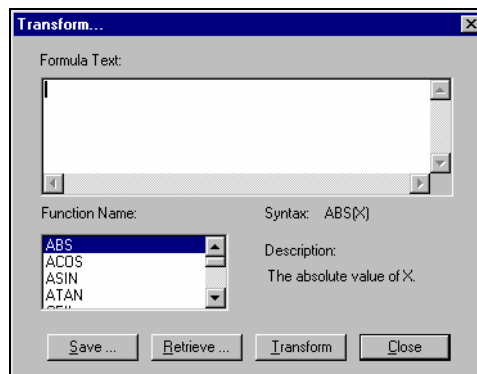 Transform...
Formula Text:
Function Name:
Syntax: ABS(X)
ABS
ACOS
ASIN
ATAN
Description:
The absolute value of X.
Save ...
Retrieve ...
Transform
Close